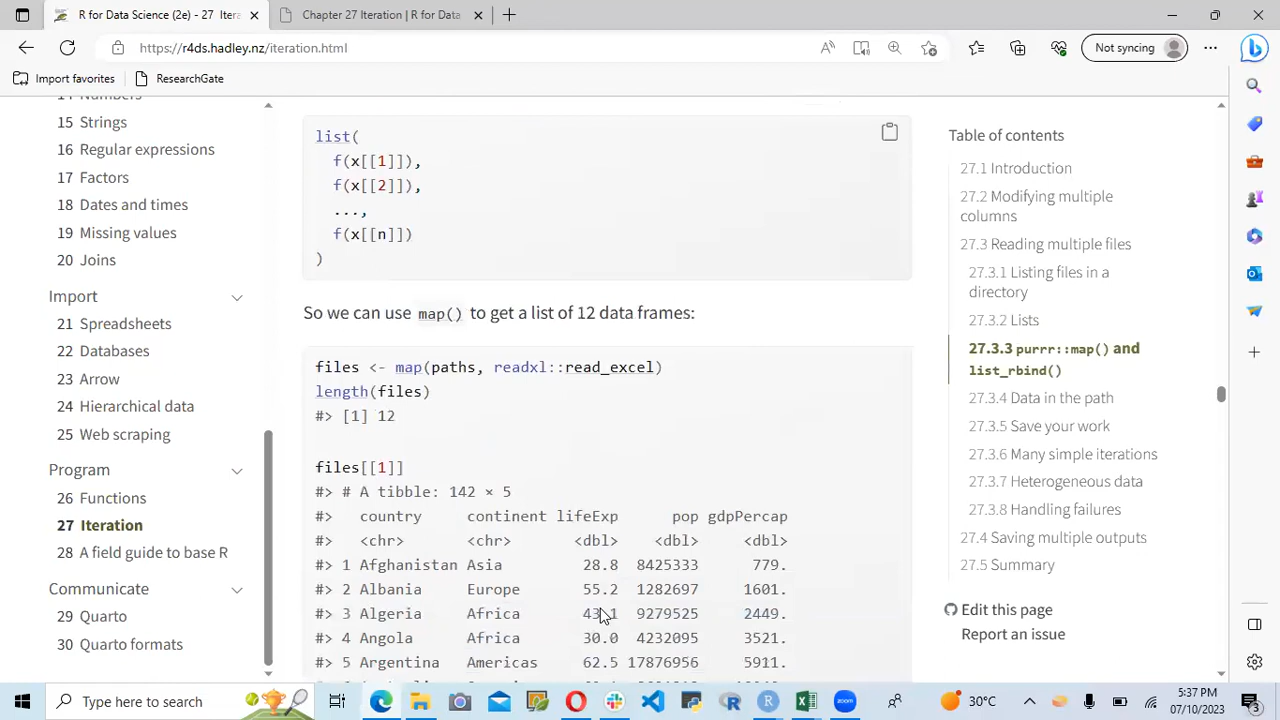 R for Data Science (2e) - 27 Itera
Chapter 27 Iteration | R for Data
https://r4ds.hadley.nz/iteration.html
Not syncing
Import favorites
ResearchGate
14 Numbers
15 Strings
16 Regular expressions
17 Factors
18 Dates and times
19 Missing values
20 Joins
Import
21 Spreadsheets
22 Databases
23 Arrow
24 Hierarchical data
25 Web scraping
Program
26 Functions
27 Iteration
28 A field guide to base R
Communicate
29 Quarto
30 Quarto formats
list(
f(x[[1]]),
f(x[[2]]),
...,
f(x[[n]])
)
So we can use map() to get a list of 12 data frames:
files <- map(paths, readxl::read_excel)
length(files)
#> [1] 12
files[[1]]
#> # A tibble: 142 × 5
#> country continent lifeExp pop gdpPercap
#> <chr> <chr> <dbl> <dbl> <dbl>
#> 1 Afghanistan Asia 28.8 8425333 779.
#> 2 Albania Europe 55.2 1282697 1601.
#> 3 Algeria Africa 43.1 9279525 2449.
#> 4 Angola Africa 30.0 4232095 3521.
#> 5 Argentina Americas 62.5 17876956 5911.
Table of contents
27.1 Introduction
27.2 Modifying multiple
columns
27.3 Reading multiple files
27.3.1 Listing files in a
directory
27.3.2 Lists
27.3.3 purrr::map() and
list_rbind()
27.3.4 Data in the path
27.3.5 Save your work
27.3.6 Many simple iterations
27.3.7 Heterogeneous data
27.3.8 Handling failures
27.4 Saving multiple outputs
27.5 Summary
Edit this page
Report an issue
Type here to search
30°C
5:37 PM
07/10/2023
3